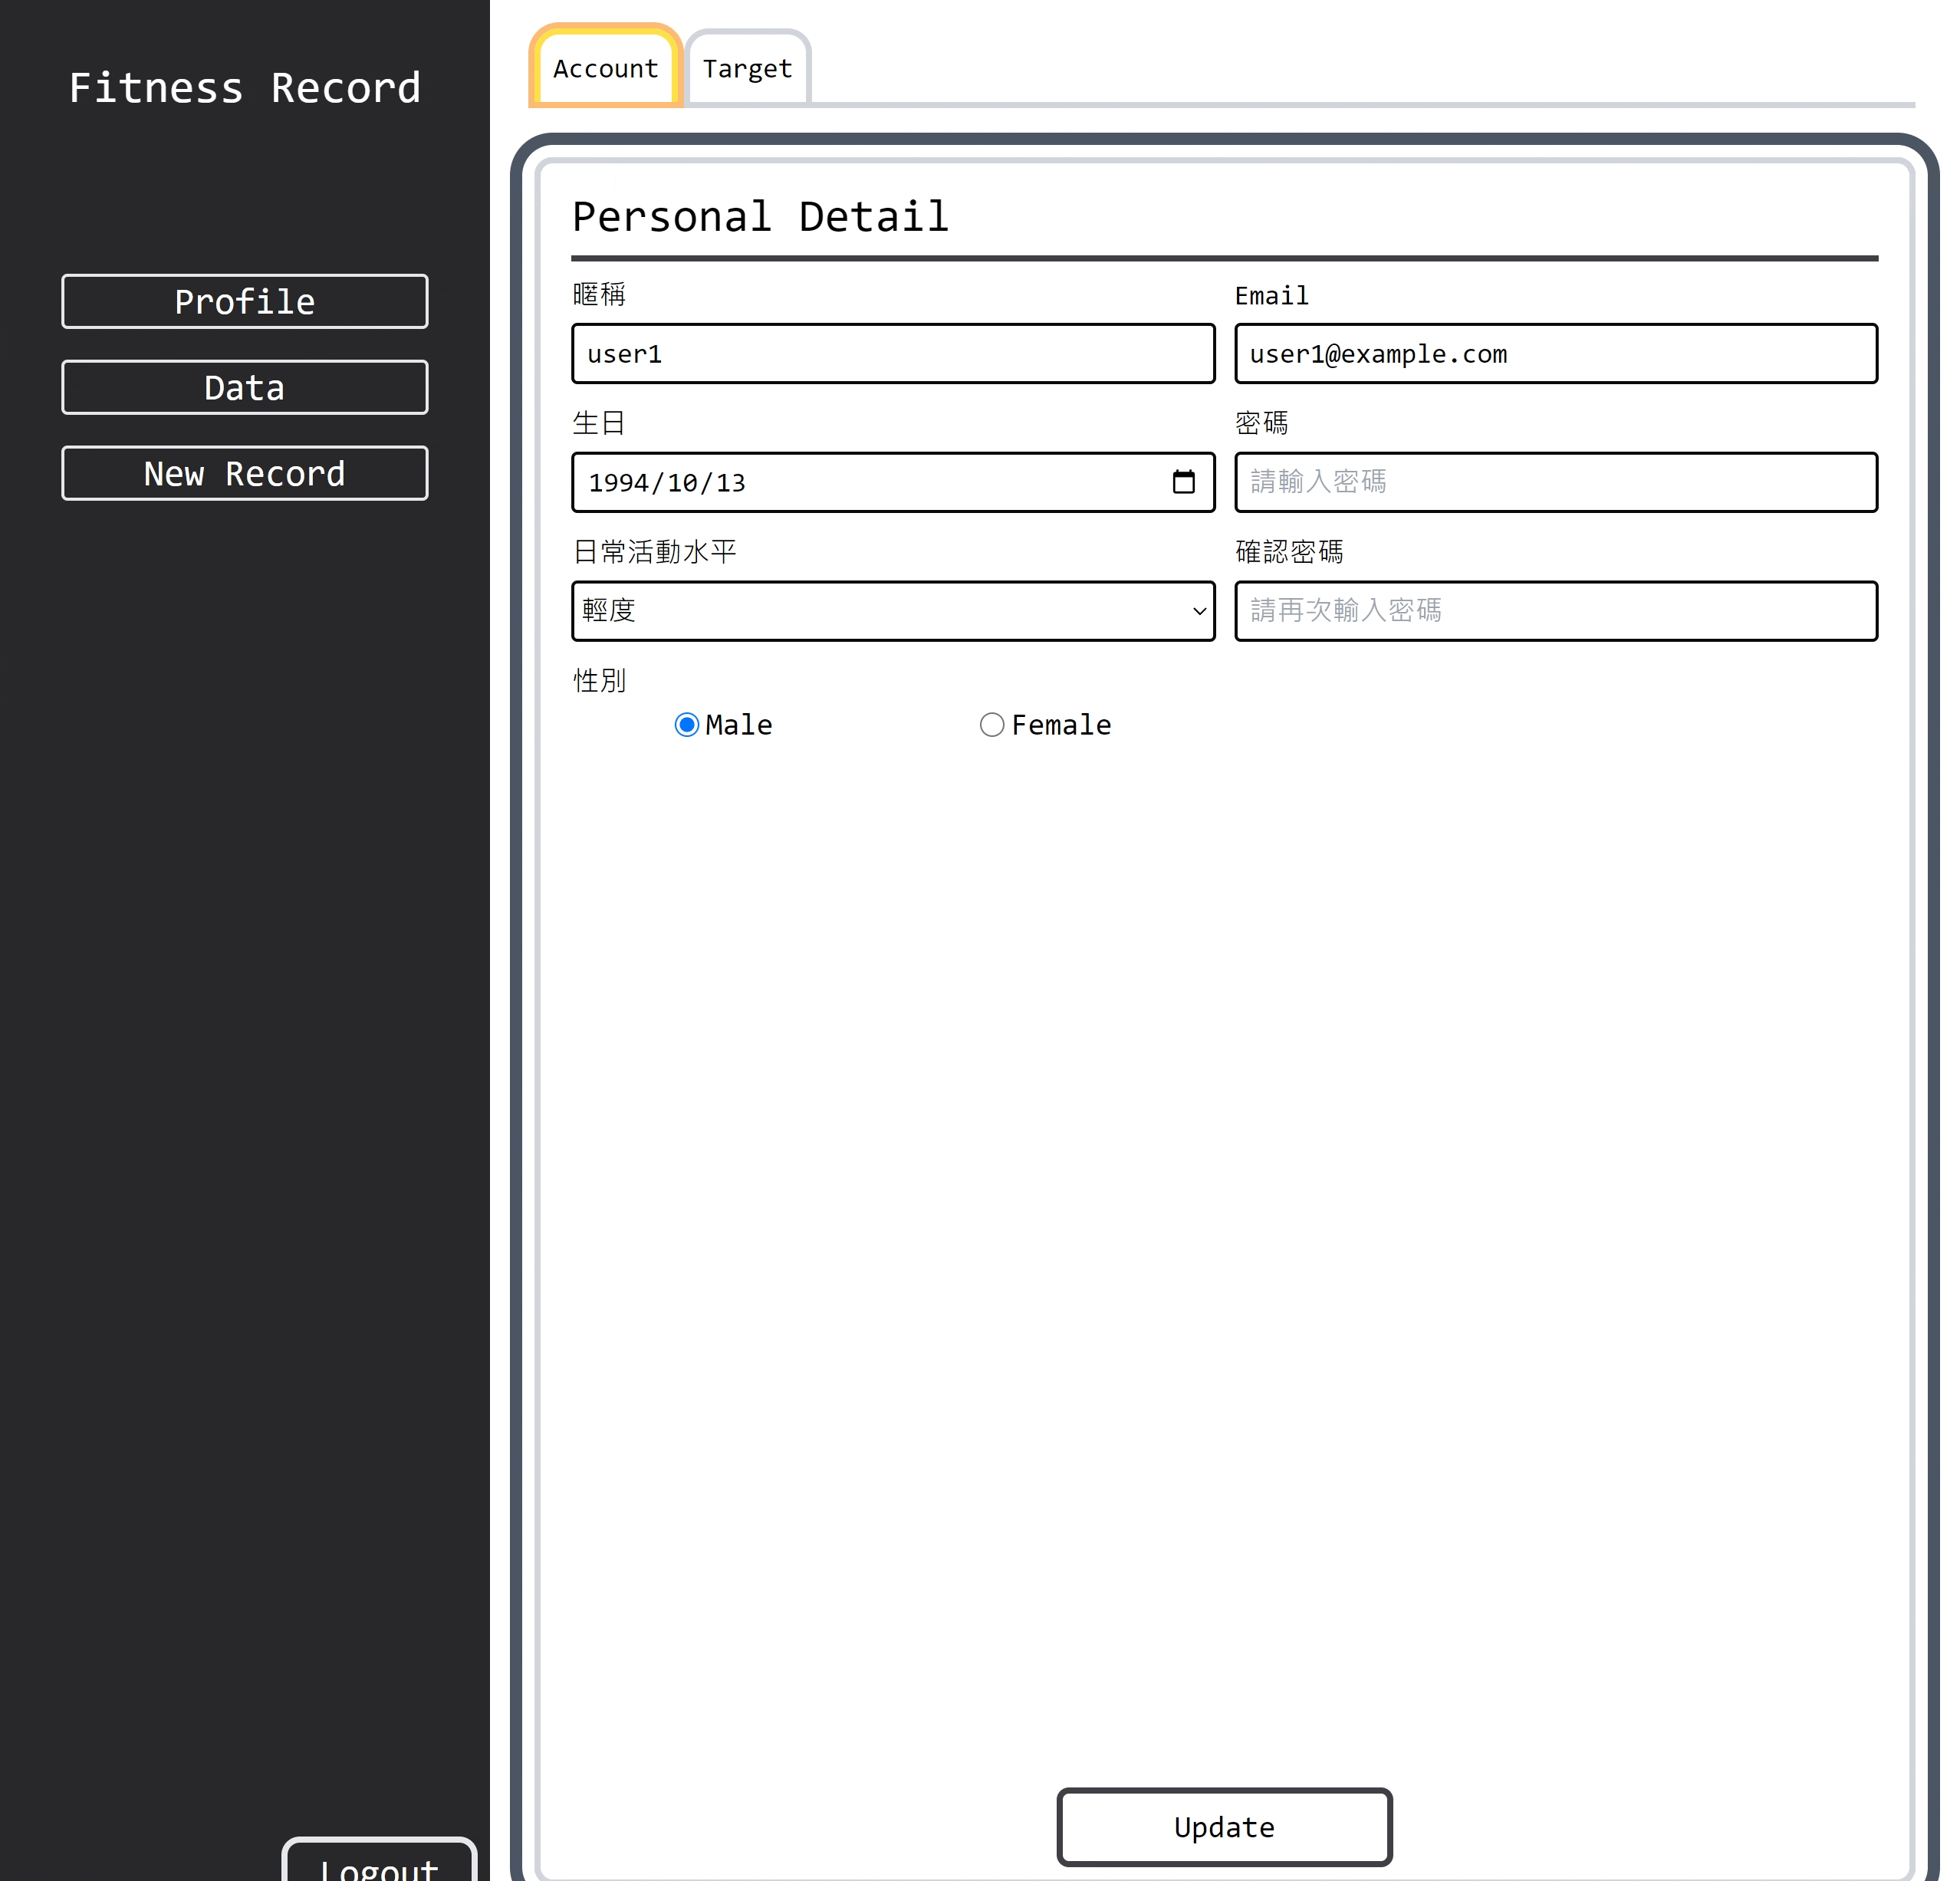 Fitness Record
Profile
Data
New Record
Logout
Account
Target
Personal Detail
暱稱
user1
Email
user1@example.com
生日
1994/10/13
密碼
請輸入密碼
日常活動水平
輕度
確認密碼
請再次輸入密碼
性別
Male
Female
Update